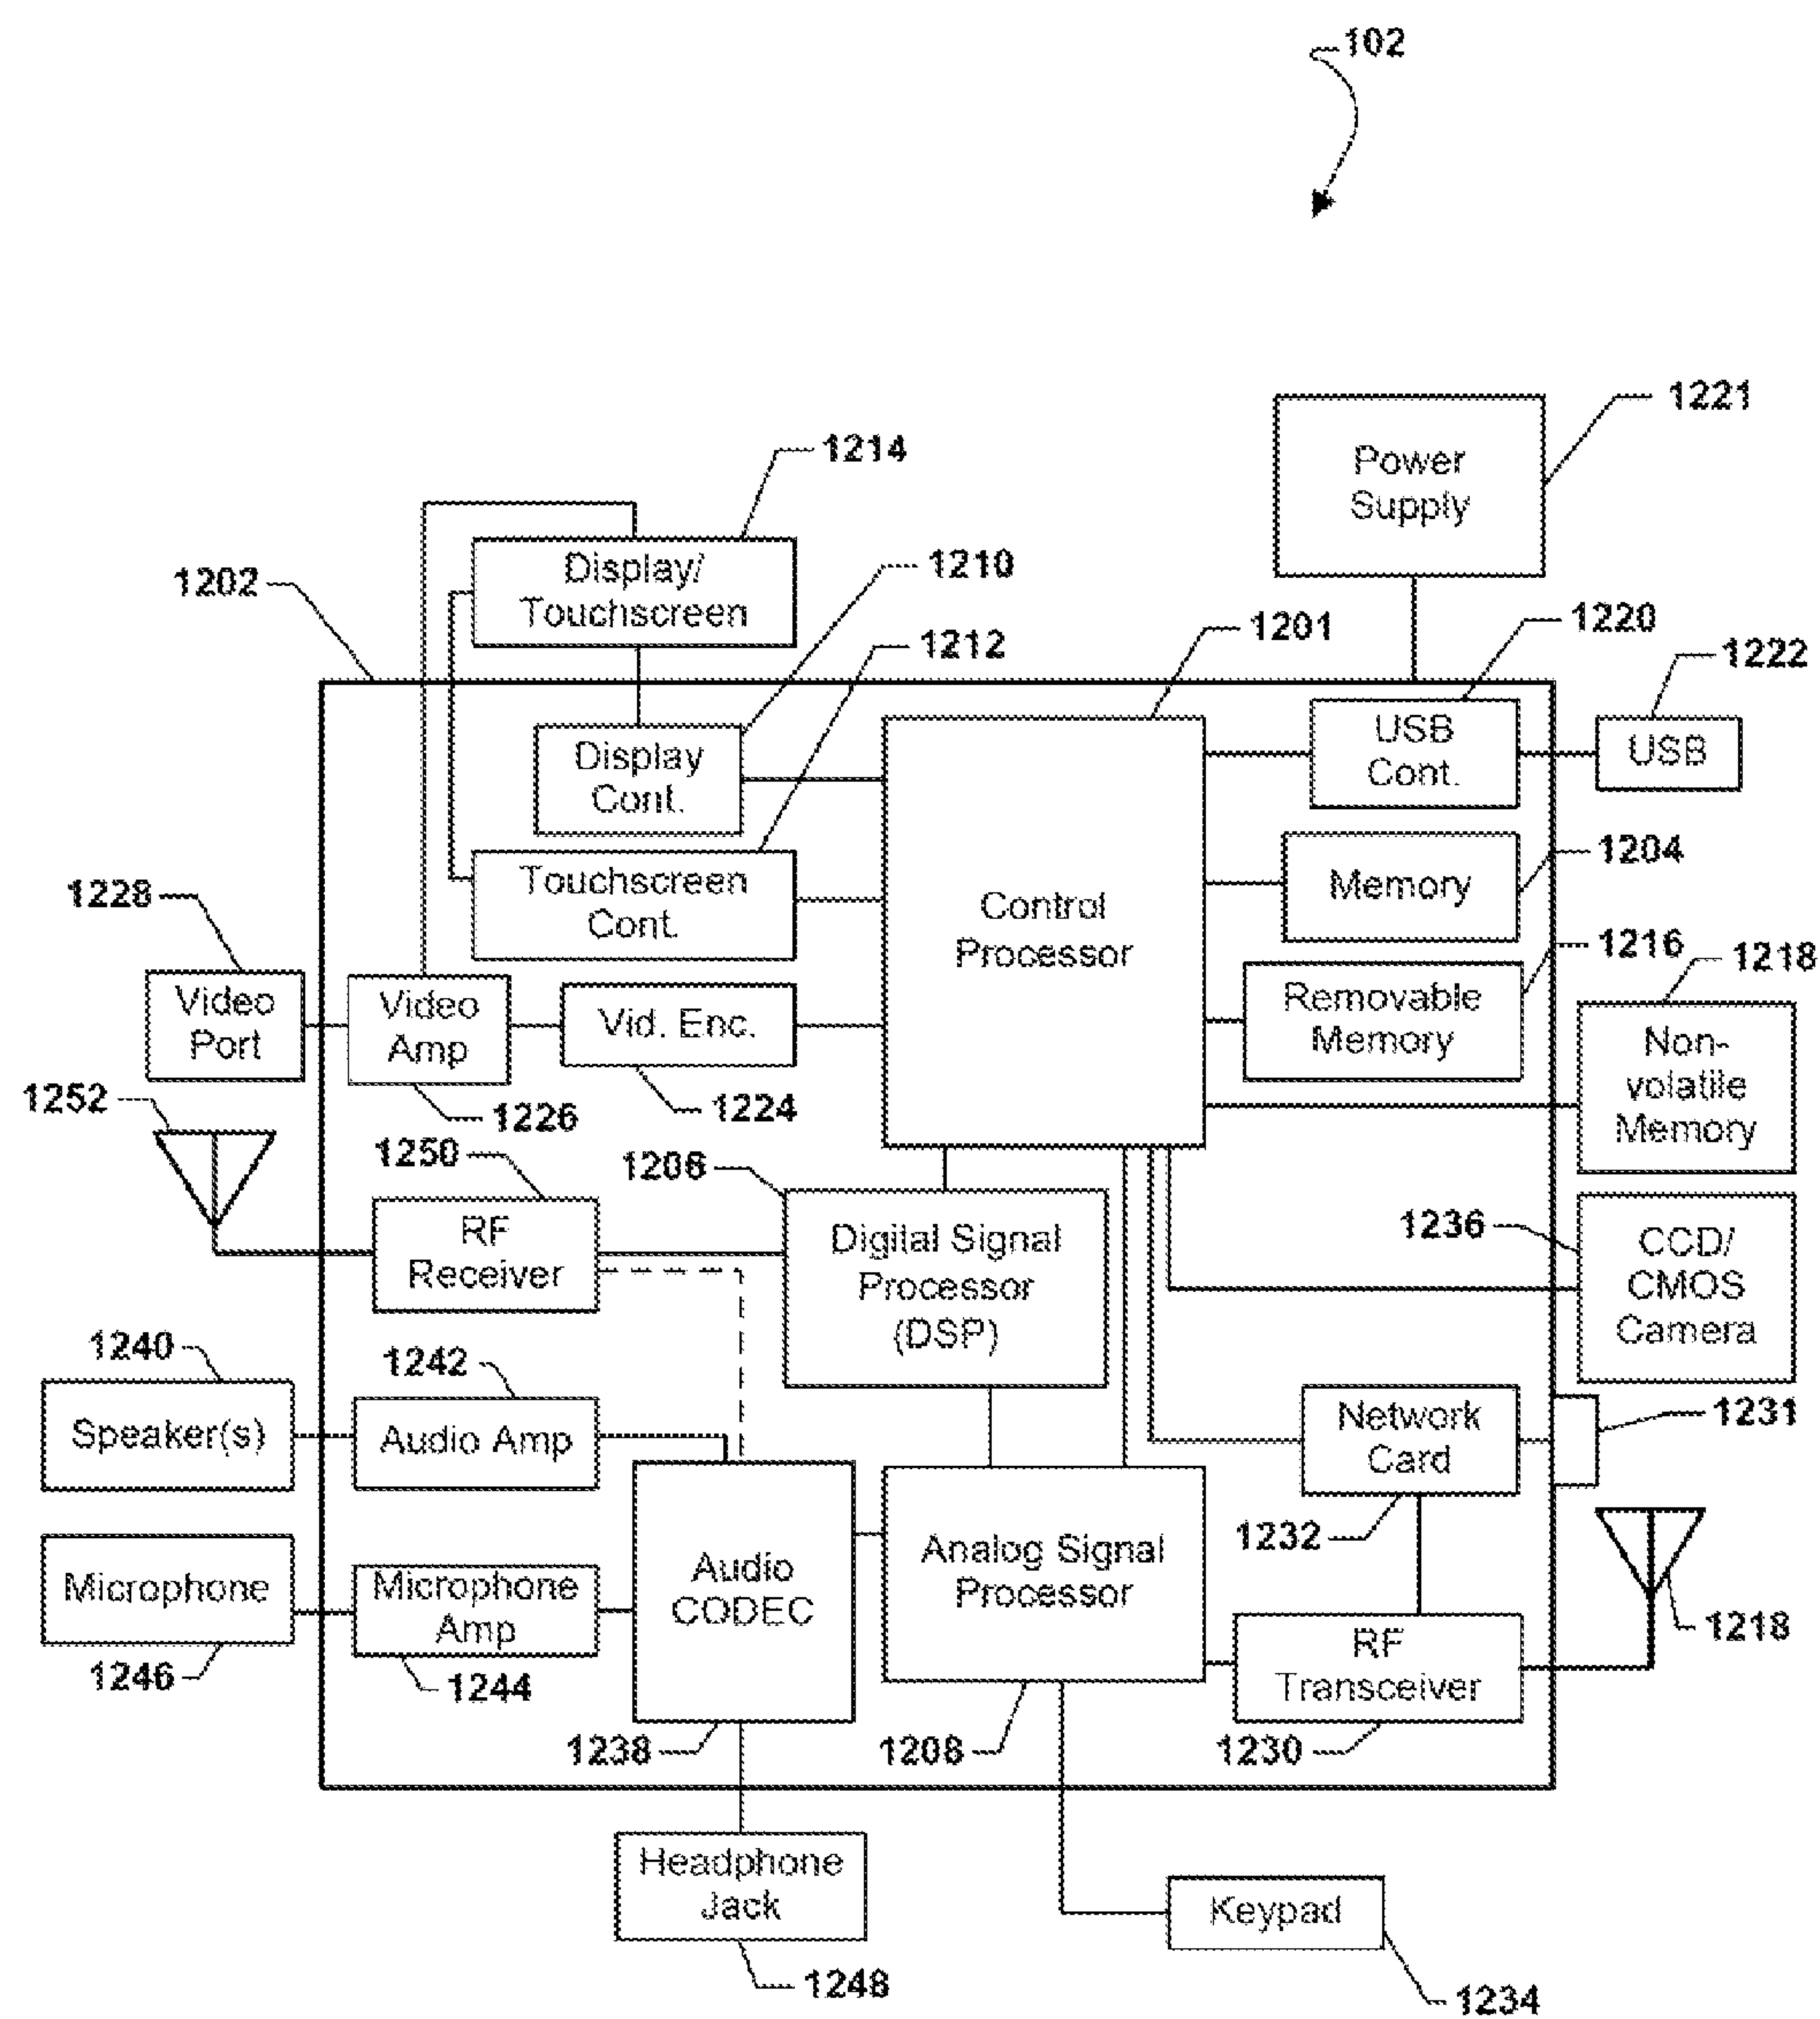 102
1221
Power
Supply
1214
Display/
Touchscreen
1210
1202
1212
1201
1220
1222
USB
Cont.
USB
Display
Cont.
1204
Memory
Touchscreen
Cont.
Control
Processor
1228
1216
1218
Video
Port
Video
Amp
Vid. Enc.
Removable
Memory
Non-
volatile
Memory
1252
1226
1224
1250
1206
1236
RF
Receiver
Digital Signal
Processor
(DSP)
CCD/
CMOS
Camera
1240
1242
Speaker(s)
Audio Amp
Network
Card
1231
1232
Audio
CODEC
Analog Signal
Processor
Microphone
Microphone
Amp
1218
RF
Transceiver
1246
1244
1238
1208
1230
Headphone
Jack
Keypad
1248
1234